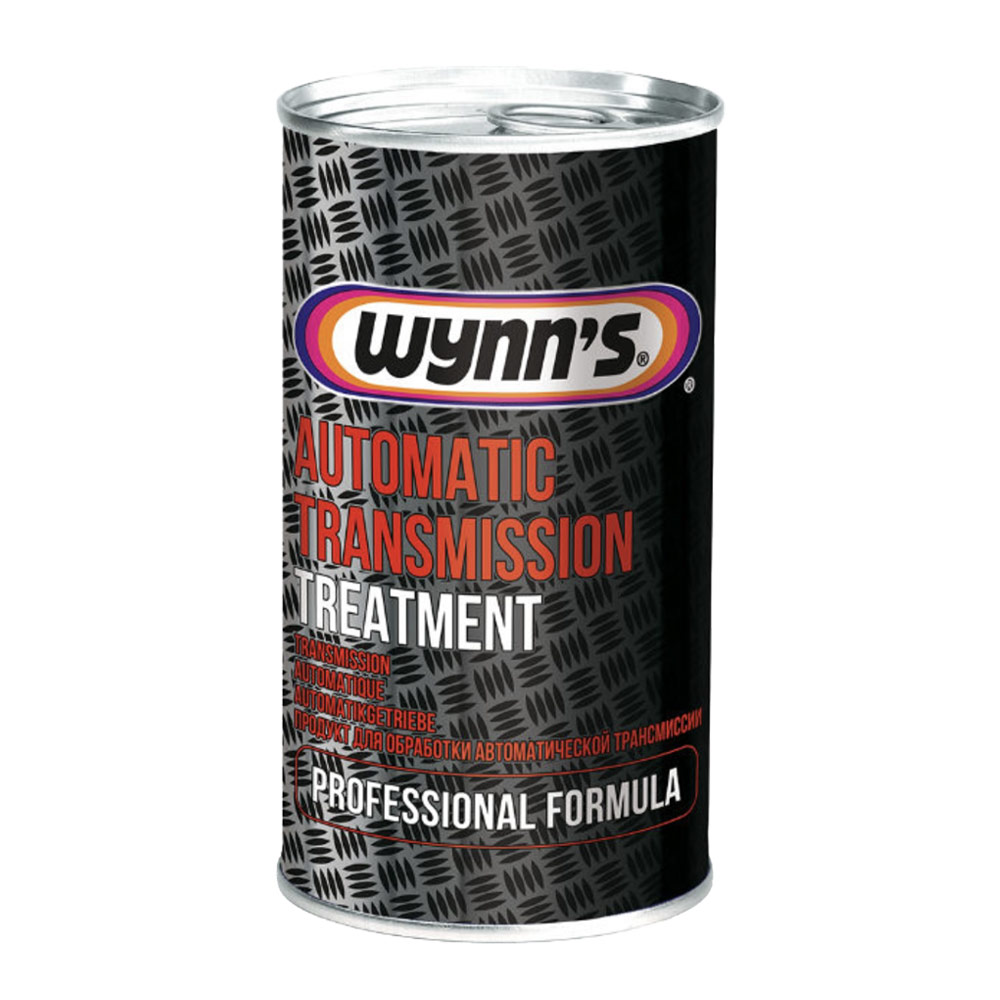 wynn's®
®
AUTOMATIC
TRANSMISSION
TREATMENT
TRANSMISSION
AUTOMATIQUE
AUTOMATIKGETRIEBE
ПРОДУКТ ДЛЯ ОБРАБОТКИ АВТОМАТИЧЕСКОЙ ТРАНСМИССИИ
PROFESSIONAL FORMULA